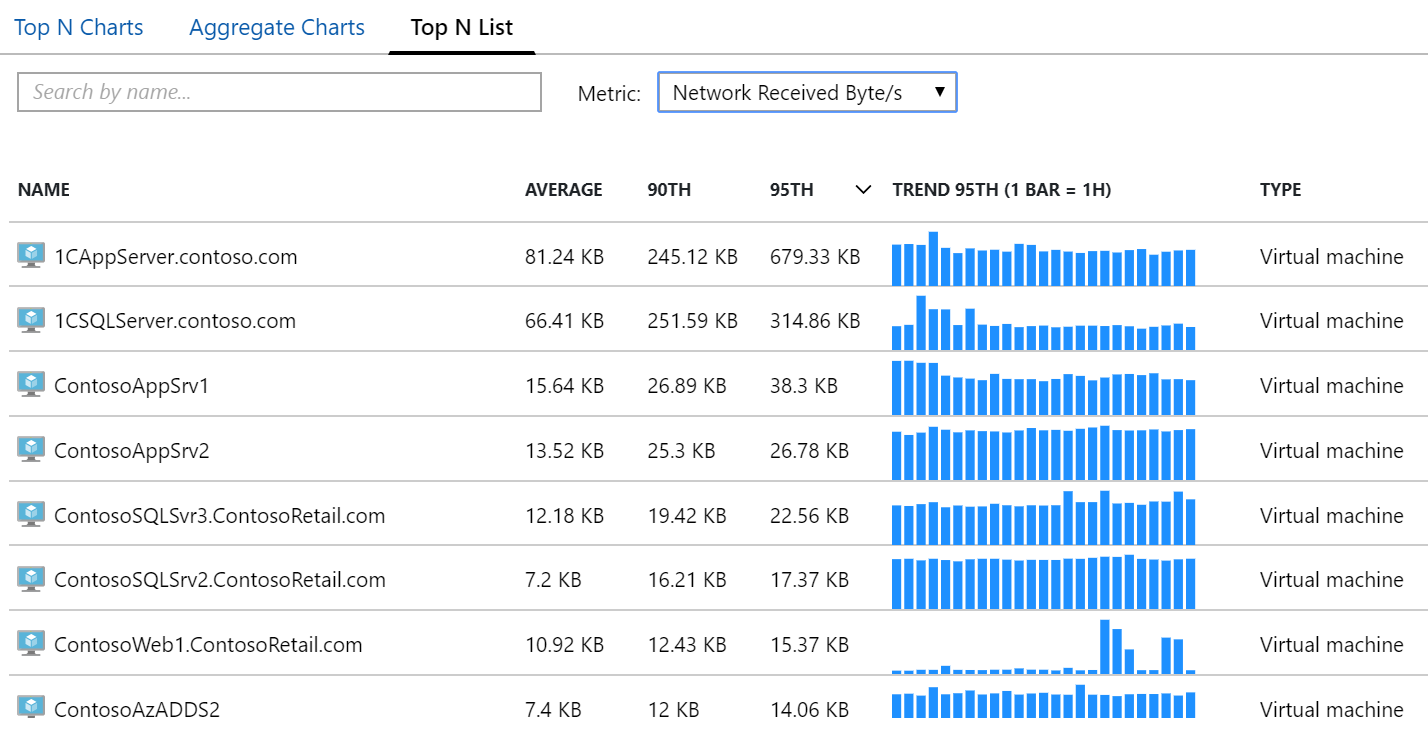 Top N Charts Aggregate Charts Top N List
Search by name... Metric: Network Received Byte/s
NAME AVERAGE 90TH 95TH TREND 95TH (1 BAR = 1H) TYPE
1CAppServer.contoso.com 81.24 KB 245.12 KB 679.33 KB Virtual machine
1CSQLServer.contoso.com 66.41 KB 251.59 KB 314.86 KB Virtual machine
ContosoAppSrv1 15.64 KB 26.89 KB 38.3 KB Virtual machine
ContosoAppSrv2 13.52 KB 25.3 KB 26.78 KB Virtual machine
ContosoSQLSvr3.ContosoRetail.com 12.18 KB 19.42 KB 22.56 KB Virtual machine
ContosoSQLSrv2.ContosoRetail.com 7.2 KB 16.21 KB 17.37 KB Virtual machine
ContosoWeb1.ContosoRetail.com 10.92 KB 12.43 KB 15.37 KB Virtual machine
ContosoAzADDS2 7.4 KB 12 KB 14.06 KB Virtual machine